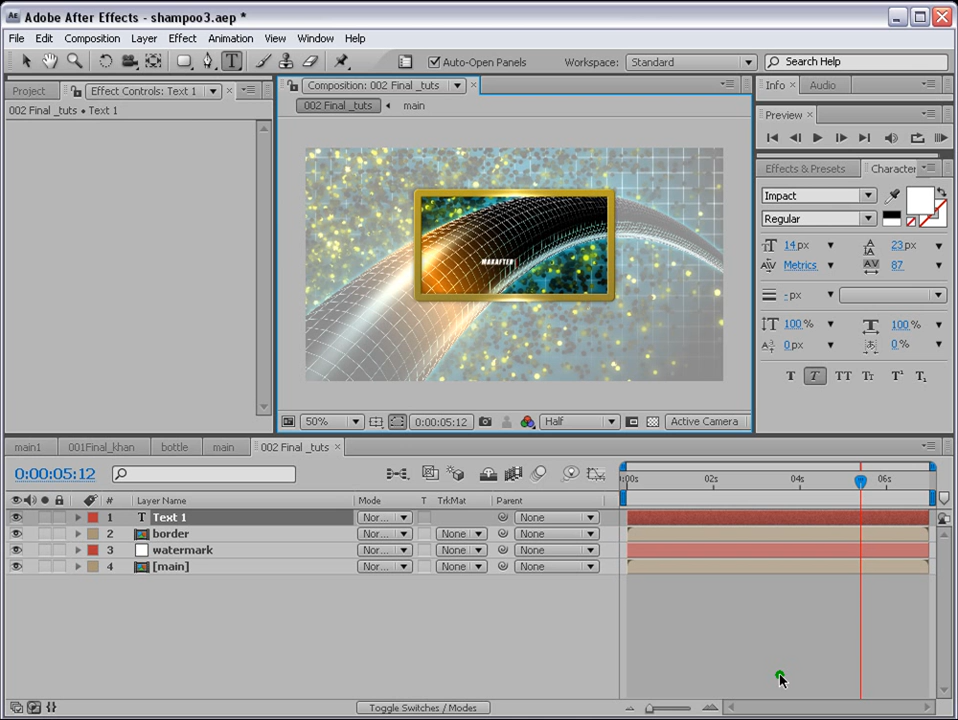 Adobe After Effects - shampoo3.aep *
File Edit Composition Layer Effect Animation View Window Help
Auto-Open Panels Workspace: Standard Search Help
Project Effect Controls: Text 1 Composition: 002 Final _tuts Info Audio
002 Final _tuts • Text 1 002 Final _tuts main
Preview
Effects & Presets Character
Impact
Regular
14 px 23 px
Metrics 87
- px
100 % 100 %
0 px 0 %
T T TT Tr T¹ T₁
50% 0:00:05:12 Half Active Camera
main1 001Final_khan bottle main 002 Final _tuts
0:00:05:12 :00s 02s 04s 06s
# Layer Name Mode T TrkMat Parent
1 T Text 1 Nor... None
2 border Nor... None None
3 watermark Nor... None None
4 [main] Nor... None None
Toggle Switches / Modes